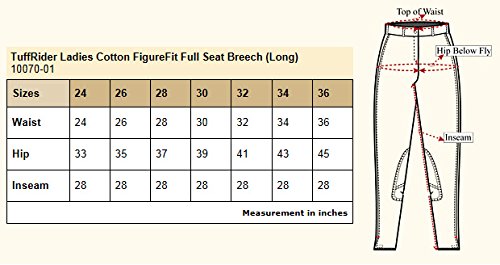 TuffRider Ladies Cotton FigureFit Full Seat Breech (Long)
10070-01
Sizes 24 26 28 30 32 34 36
Waist 24 26 28 30 32 34 36
Hip 33 35 37 39 41 43 45
Inseam 28 28 28 28 28 28 28
Measurement in inches
Top of Waist
Hip Below Fly
Inseam